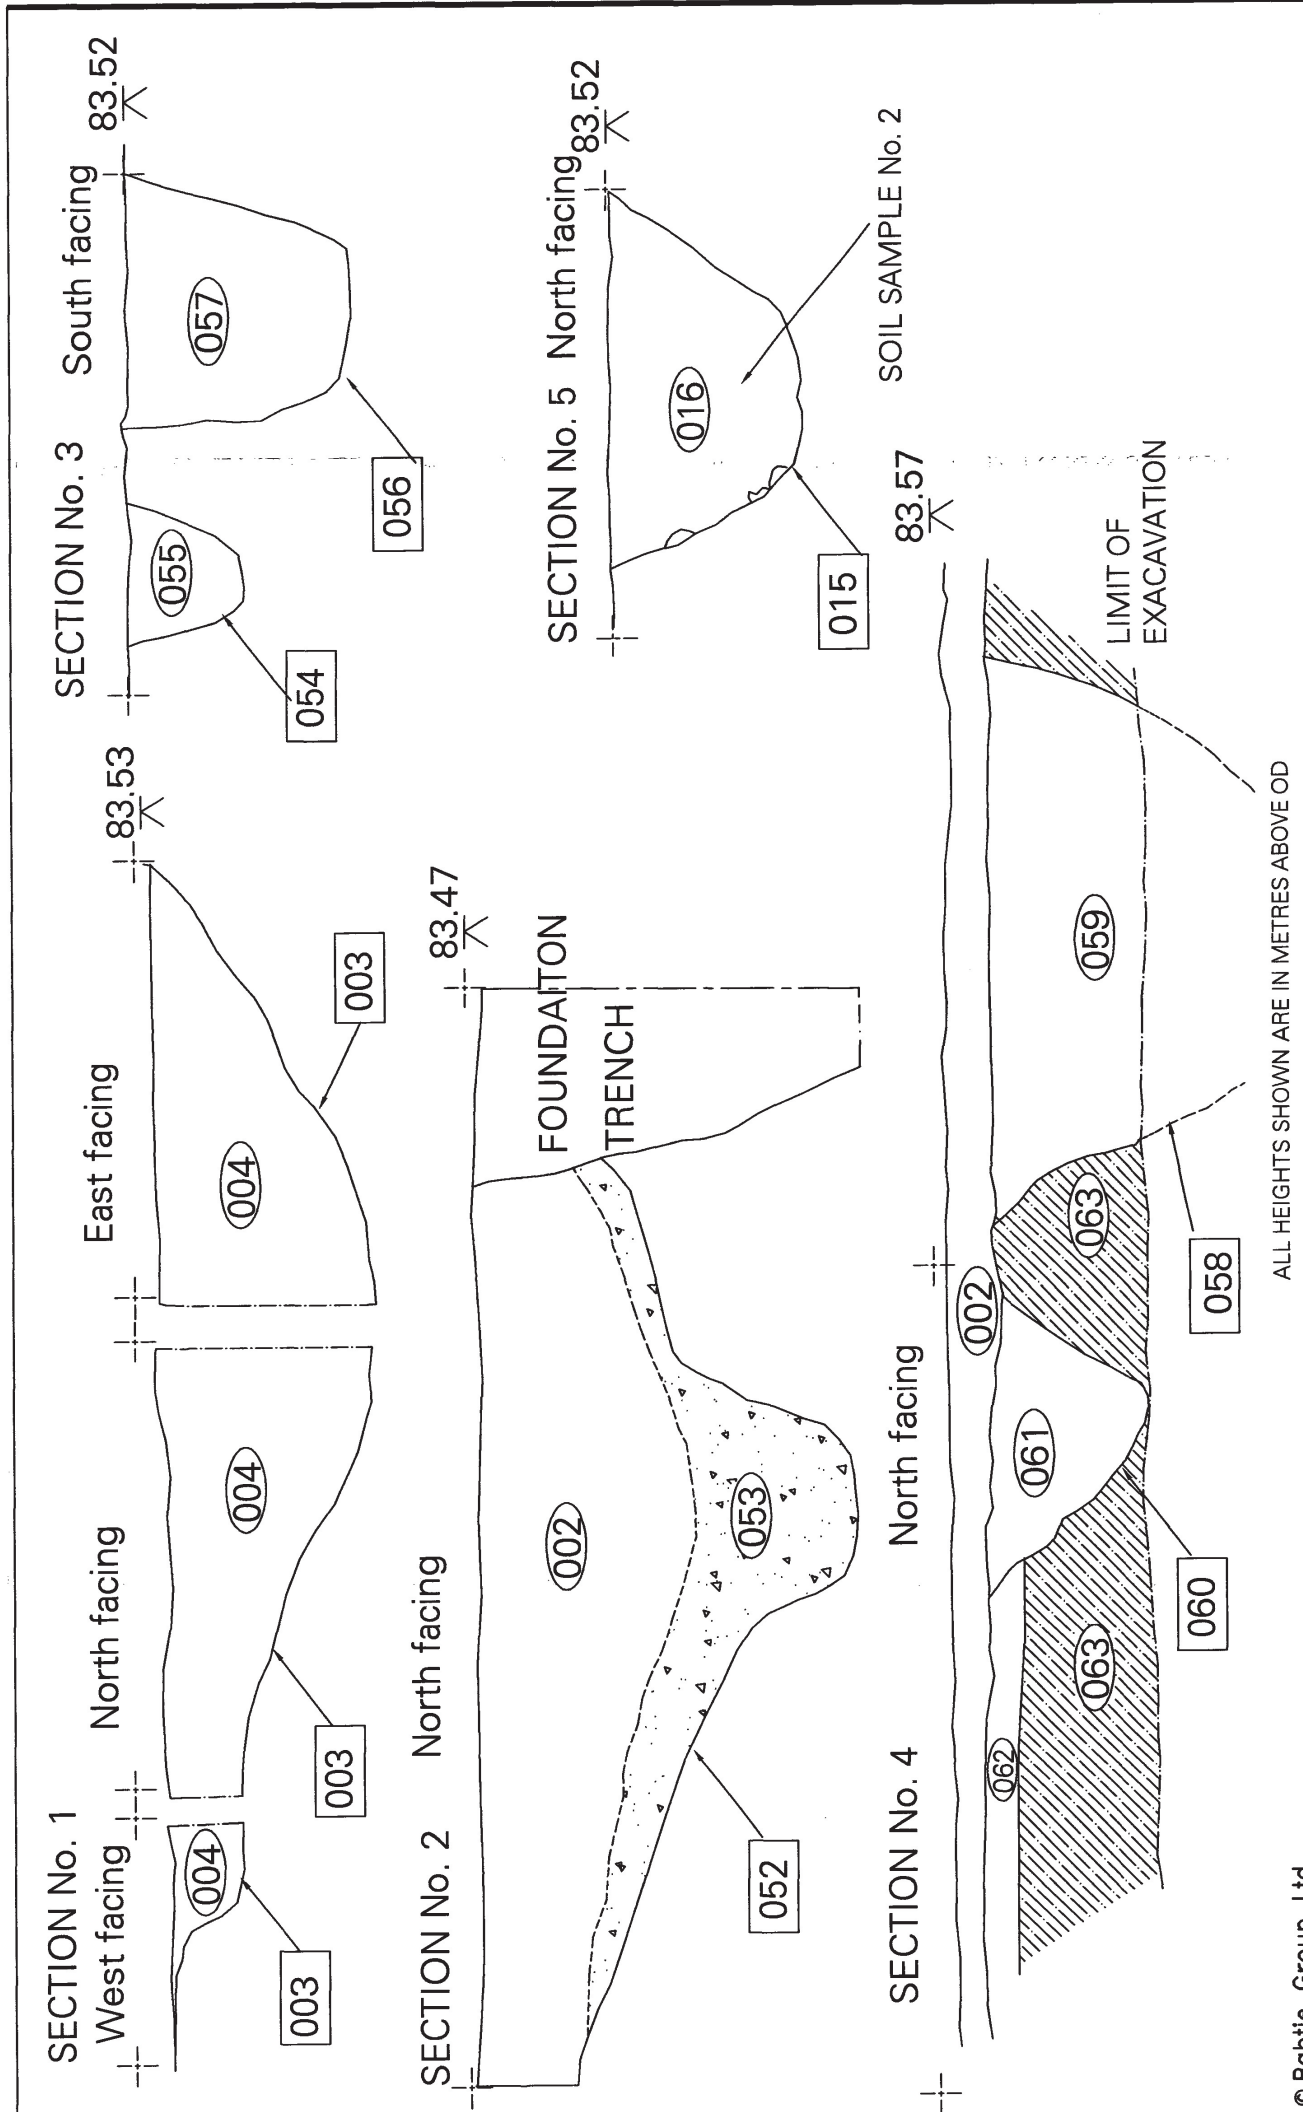 SECTION No. 1
West facing
North facing
East facing
83.53
004
004
004
003
003
003
SECTION No. 3
South facing
83.52
055
057
054
056
SECTION No. 2
North facing
83.47
002
053
FOUNDAITON
TRENCH
052
SECTION No. 5
North facing
83.52
016
015
SOIL SAMPLE No. 2
SECTION No. 4
North facing
83.57
002
062
061
063
063
059
060
058
LIMIT OF
EXACAVATION
ALL HEIGHTS SHOWN ARE IN METRES ABOVE OD
© Babtie Group Ltd